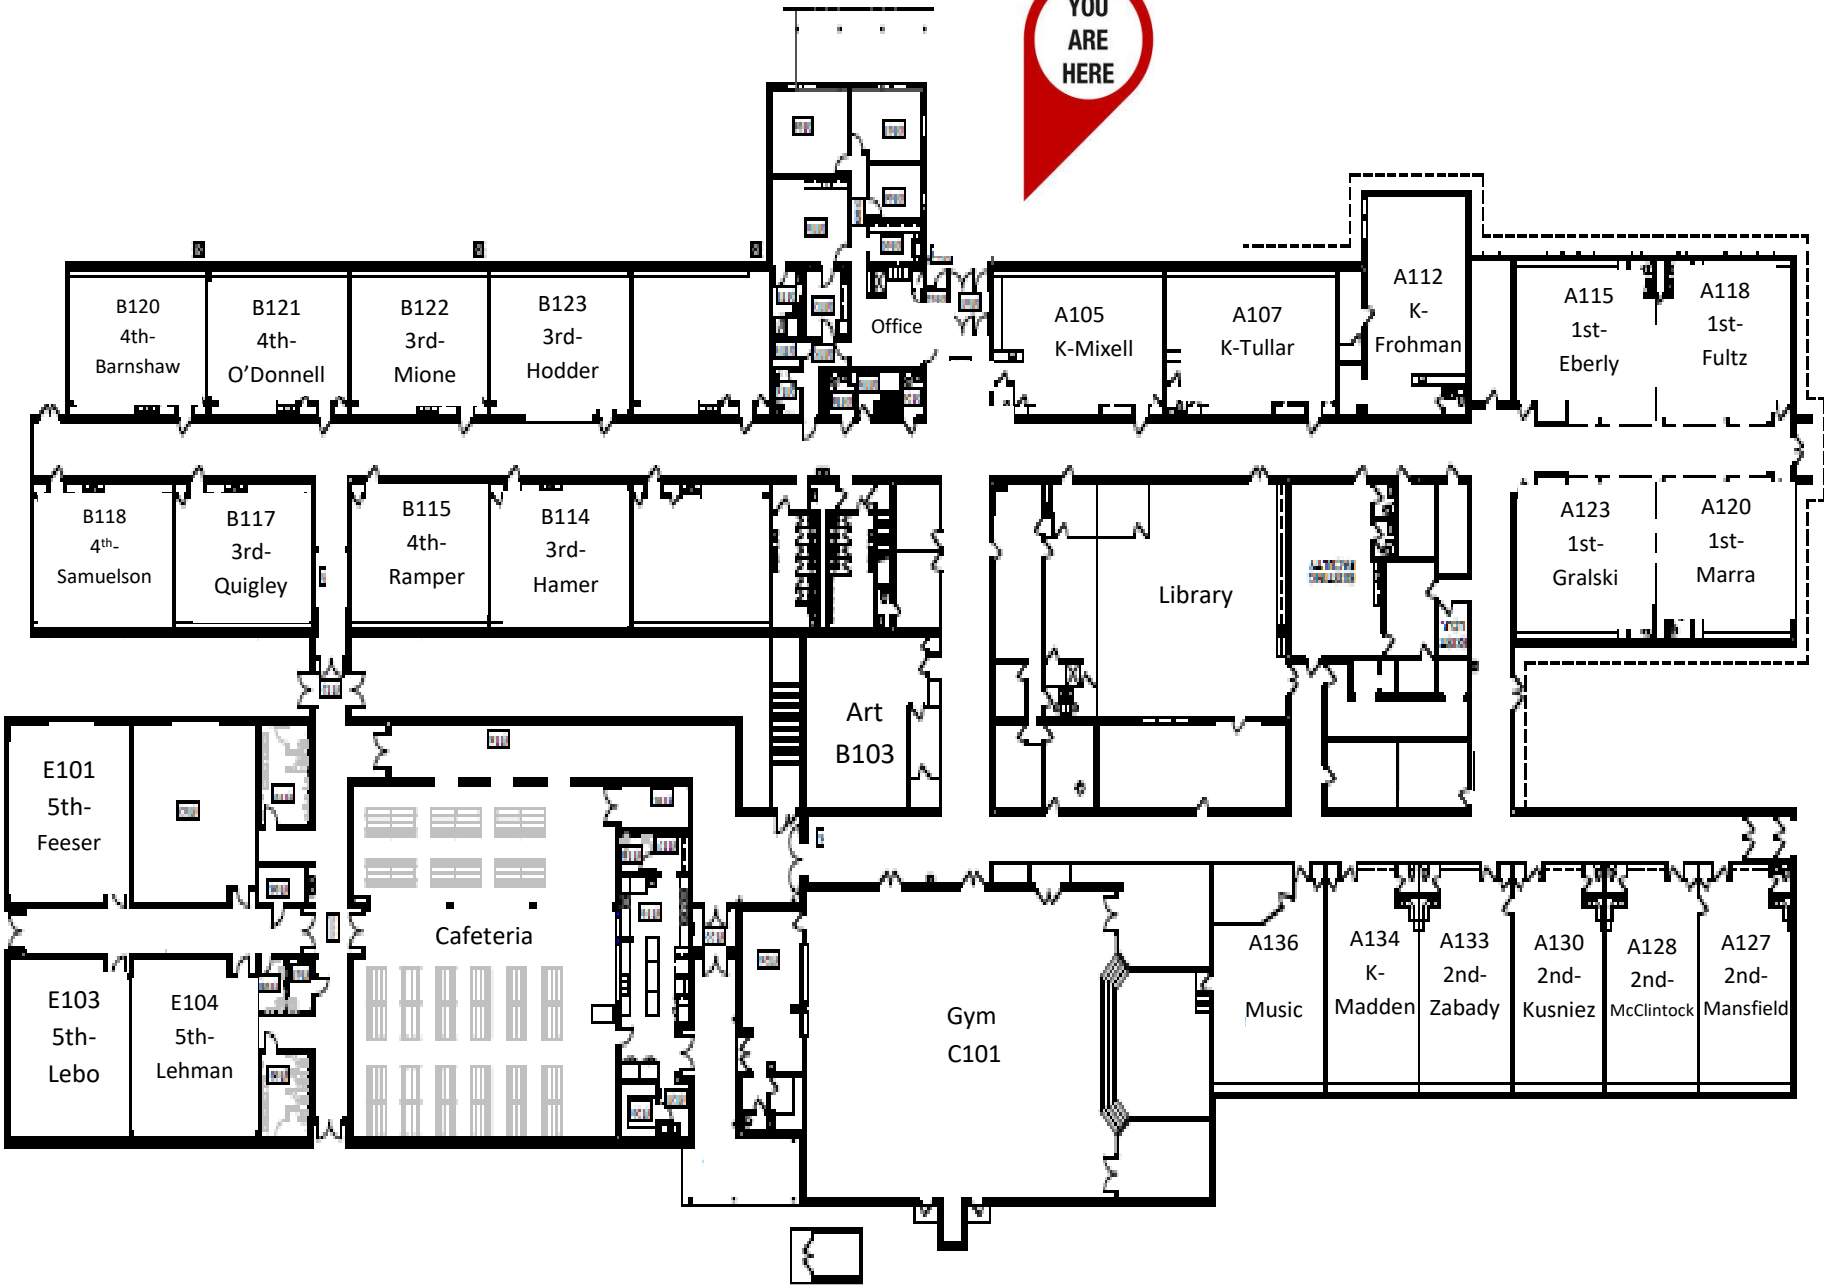 YOU
ARE
HERE
B120
4th-
Barnshaw
B121
4th-
O'Donnell
B122
3rd-
Mione
B123
3rd-
Hodder
Office
A105
K-Mixell
A107
K-Tullar
A112
K-
Frohman
A115
1st-
Eberly
A118
1st-
Fultz
B118
4th-
Samuelson
B117
3rd-
Quigley
B115
4th-
Ramper
B114
3rd-
Hamer
Library
A123
1st-
Gralski
A120
1st-
Marra
Art
B103
E101
5th-
Feeser
Cafeteria
E103
5th-
Lebo
E104
5th-
Lehman
Gym
C101
A136
Music
A134
K-
Madden
A133
2nd-
Zabady
A130
2nd-
Kusniez
A128
2nd-
McClintock
A127
2nd-
Mansfield